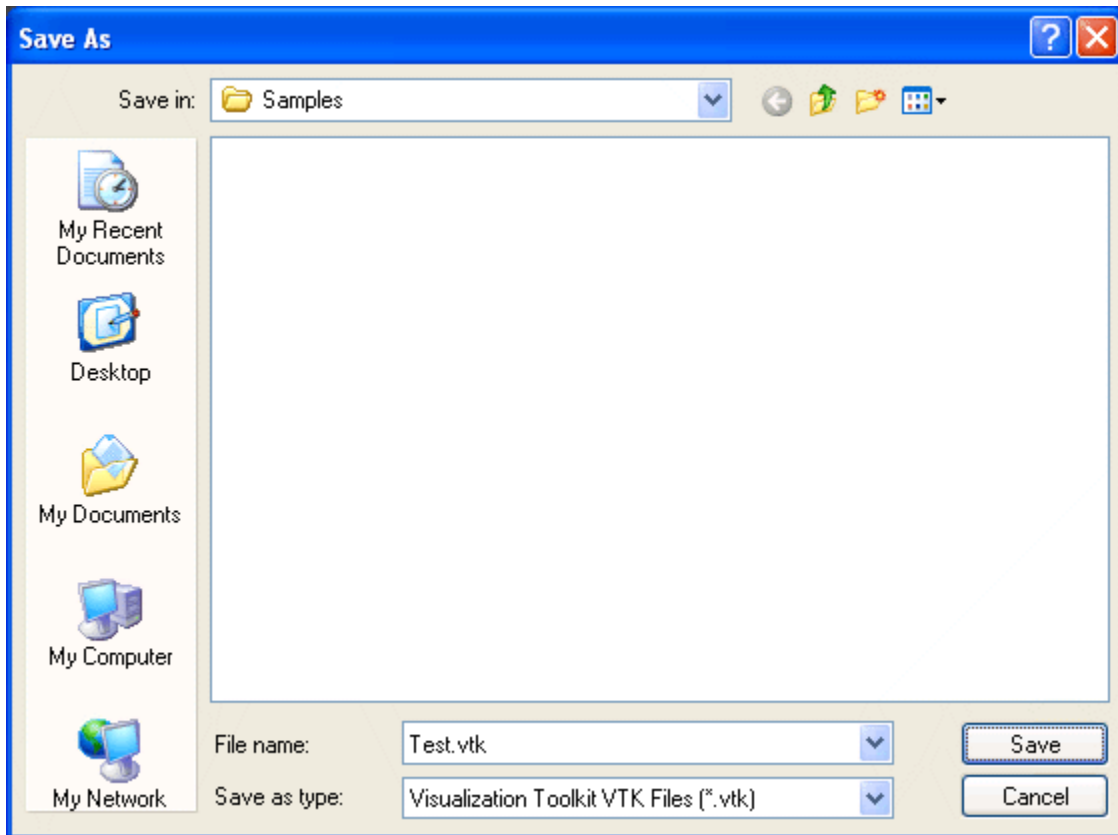 Save As
Save in: Samples
My Recent
Documents
Desktop
My Documents
My Computer
My Network
File name: Test.vtk Save
Save as type: Visualization Toolkit VTK Files (*.vtk) Cancel